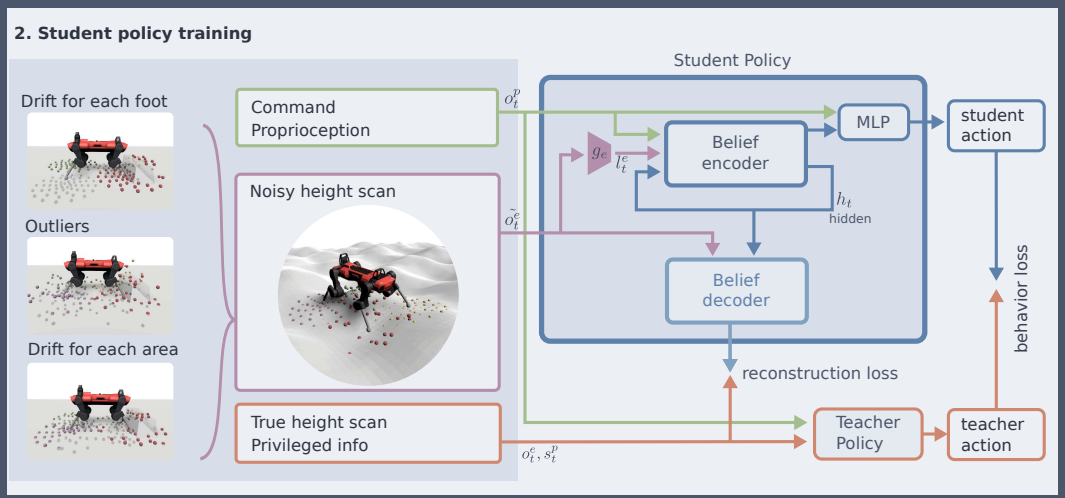 2. Student policy training
Student Policy
Drift for each foot
Command
Proprioception
$o_t^p$
MLP
student
action
Belief
encoder
$g_e$
$l_t^e$
Noisy height scan
$h_t$
hidden
$\tilde{o}_t^e$
Outliers
Belief
decoder
behavior loss
Drift for each area
reconstruction loss
True height scan
Privileged info
$o_t^e, s_t^p$
Teacher
Policy
teacher
action